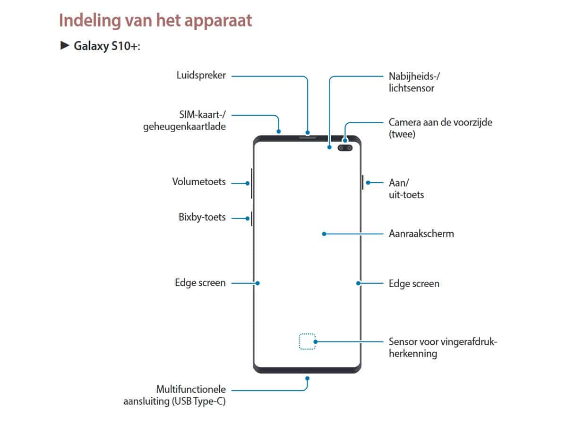 Indeling van het apparaat
► Galaxy S10+:
Luidspreker
SIM-kaart-/
geheugenkaartlade
Volumetoets
Bixby-toets
Edge screen
Multifunctionele
aansluiting (USB Type-C)
Nabijheids-/
lichtsensor
Camera aan de voorzijde
(twee)
Aan/
uit-toets
Aanraakscherm
Edge screen
Sensor voor vingerafdruk-
herkenning